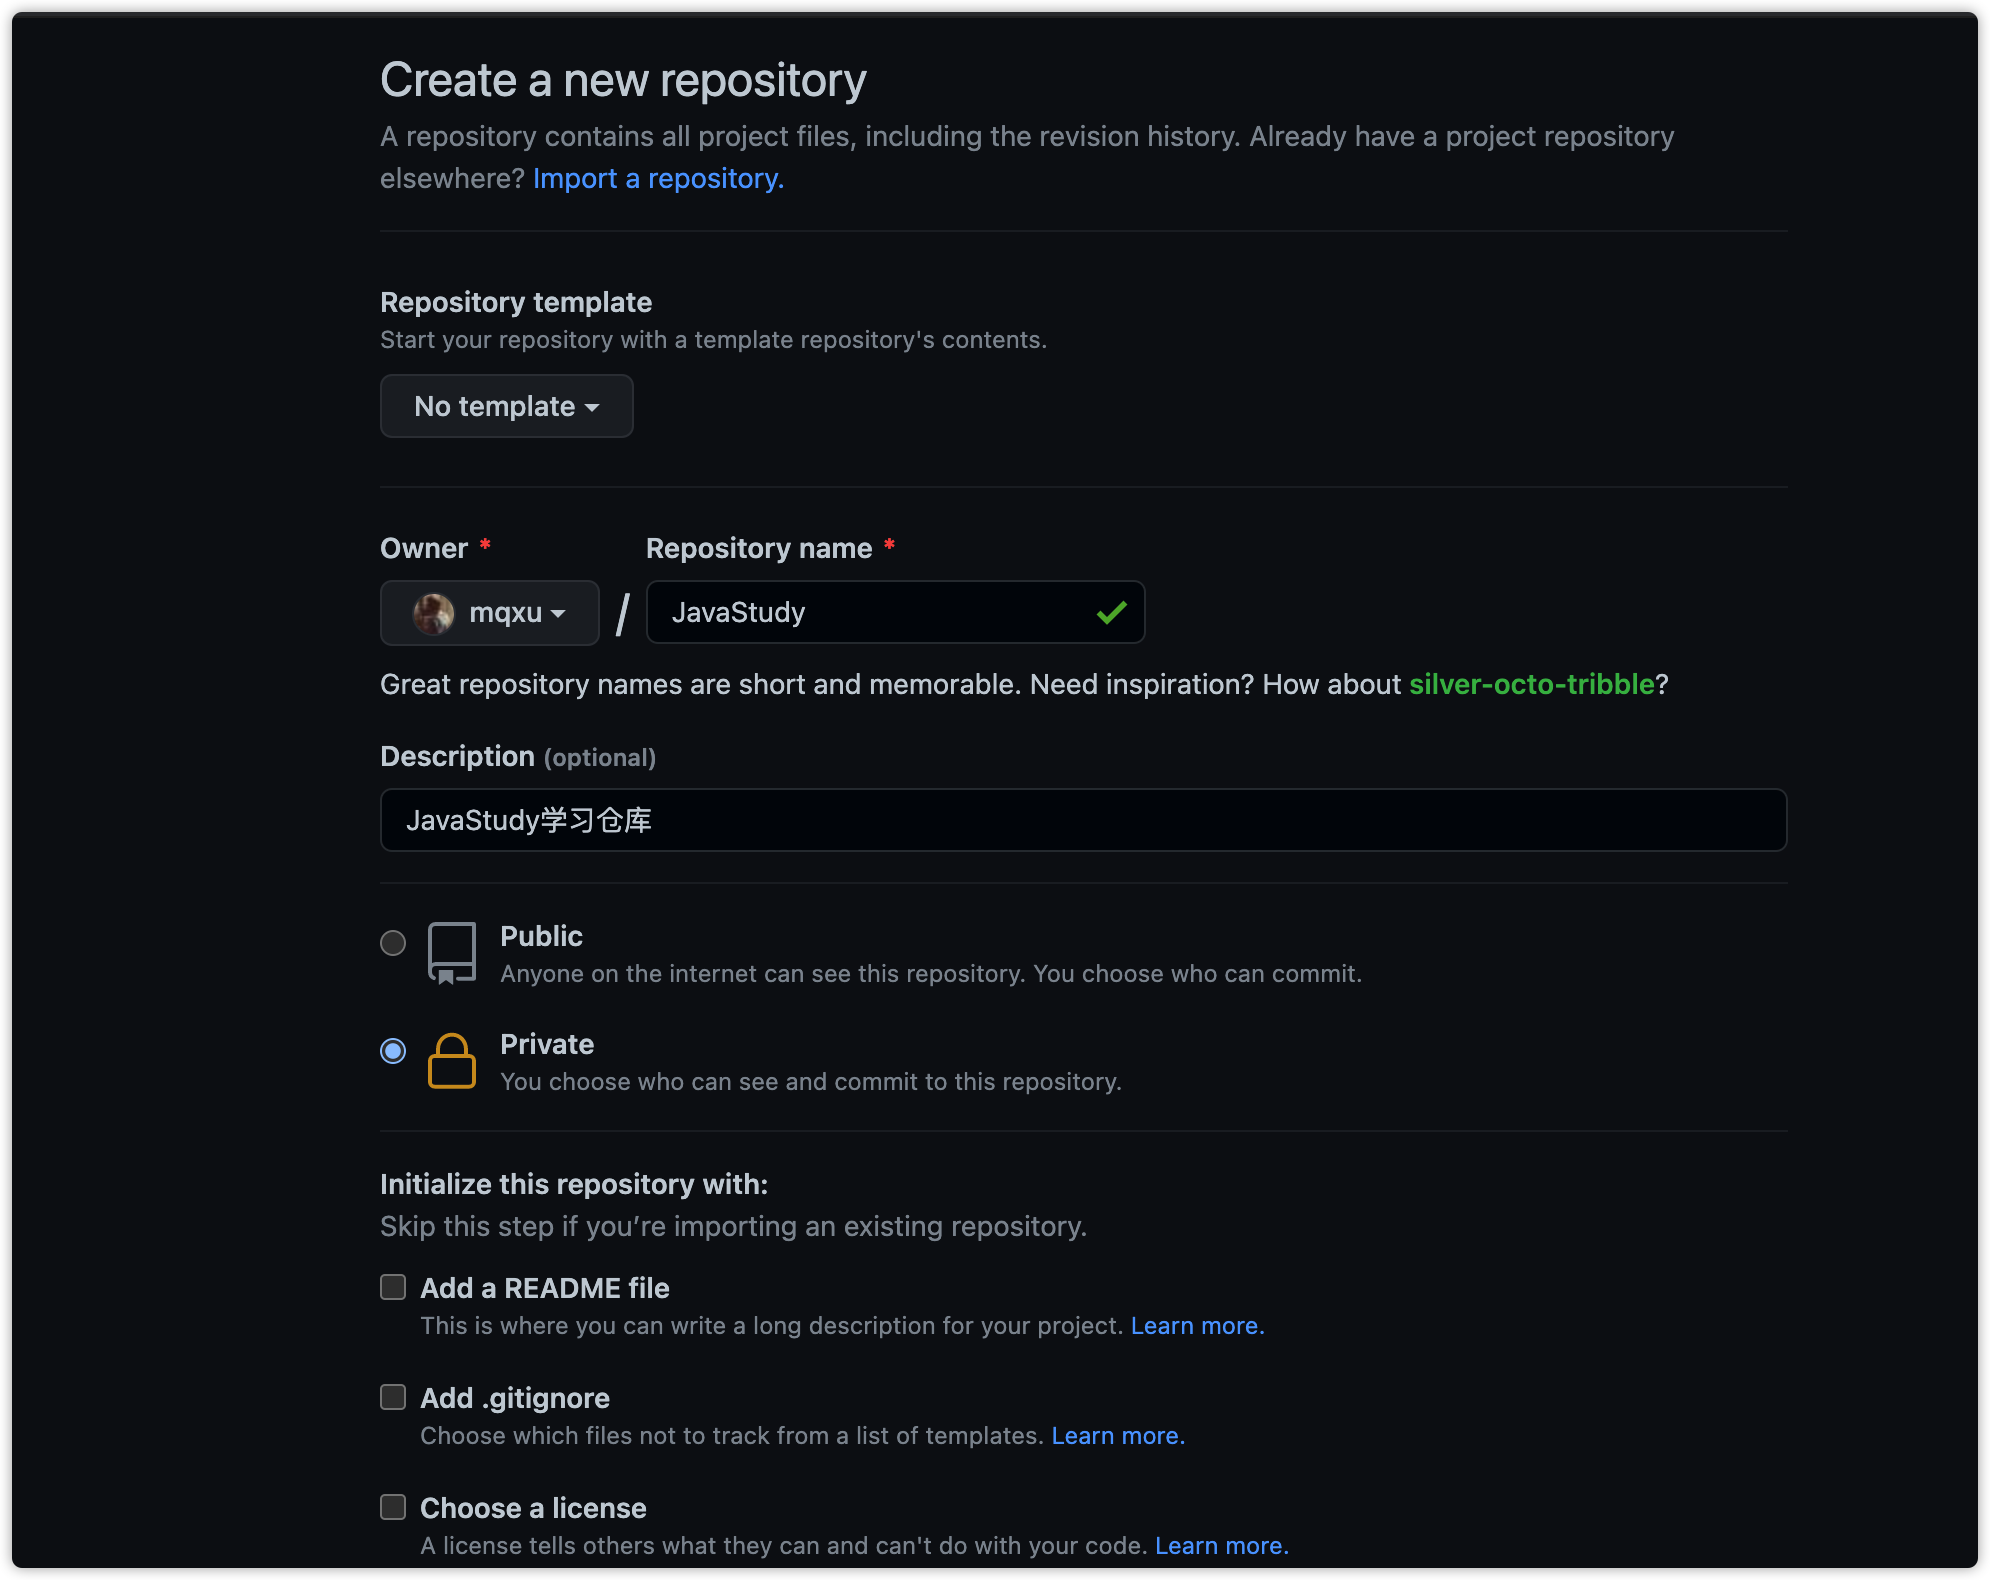 Create a new repository
A repository contains all project files, including the revision history. Already have a project repository
elsewhere? Import a repository.
Repository template
Start your repository with a template repository's contents.
No template
Owner * Repository name *
mqxu / JavaStudy
Great repository names are short and memorable. Need inspiration? How about silver-octo-tribble?
Description (optional)
JavaStudy学习仓库
Public
Anyone on the internet can see this repository. You choose who can commit.
Private
You choose who can see and commit to this repository.
Initialize this repository with:
Skip this step if you’re importing an existing repository.
Add a README file
This is where you can write a long description for your project. Learn more.
Add .gitignore
Choose which files not to track from a list of templates. Learn more.
Choose a license
A license tells others what they can and can't do with your code. Learn more.